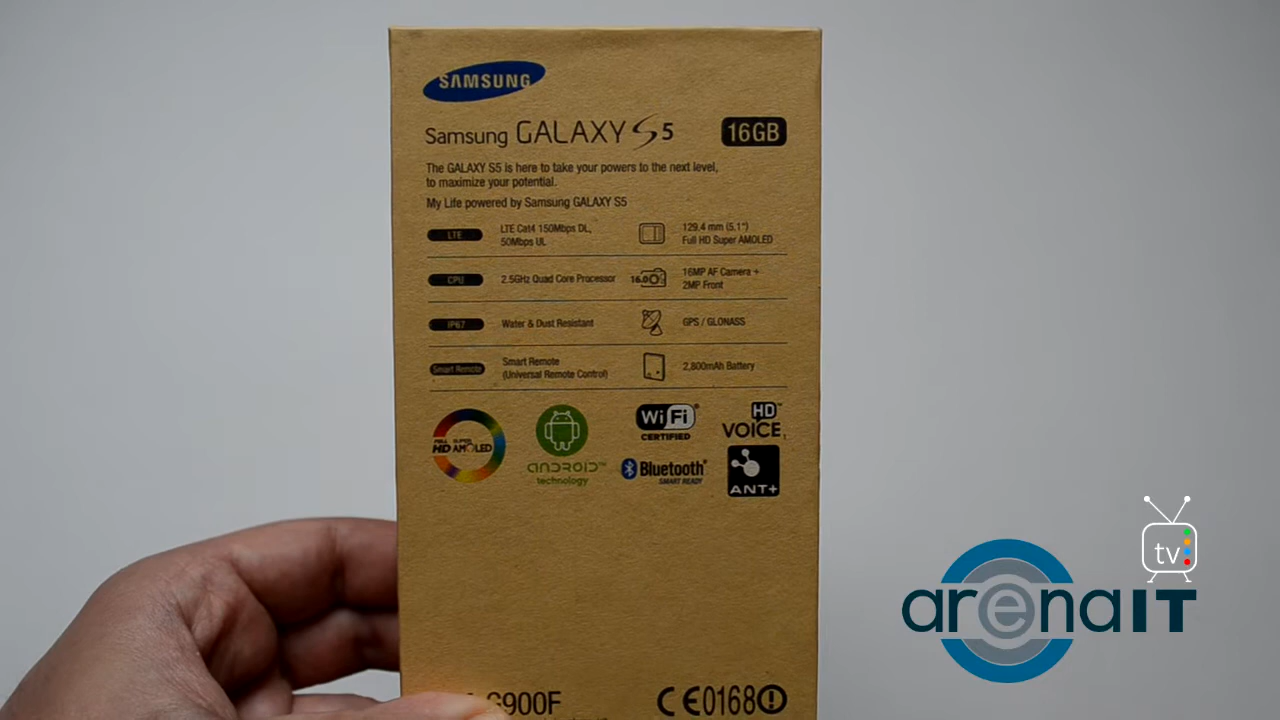 SAMSUNG
Samsung GALAXY S5
16GB
The GALAXY S5 is here to take your powers to the next level,
to maximize your potential.
My Life powered by Samsung GALAXY S5
LTE
LTE Cat4 150Mbps DL,
50Mbps UL
129.4 mm (5.1")
Full HD Super AMOLED
CPU
2.5GHz Quad Core Processor
16.0
16MP AF Camera +
2MP Front
IP67
Water & Dust Resistant
GPS / GLONASS
Smart Remote
Smart Remote
(Universal Remote Control)
2,800mAh Battery
FULL SUPER
HD AMOLED
ANDROID™
technology
Wi Fi®
CERTIFIED
HD™
VOICE
Bluetooth®
SMART READY
ANT+
G900F
CE0168
tv
arenaIT